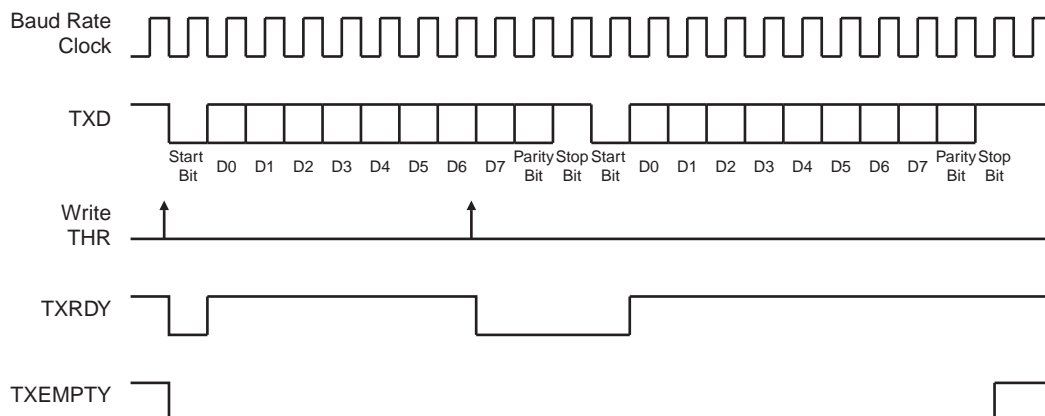 Baud Rate
Clock
TXD
Start
Bit
D0
D1
D2
D3
D4
D5
D6
D7
Parity
Bit
Stop
Bit
Start
Bit
D0
D1
D2
D3
D4
D5
D6
D7
Parity
Bit
Stop
Bit
Write
THR
TXRDY
TXEMPTY